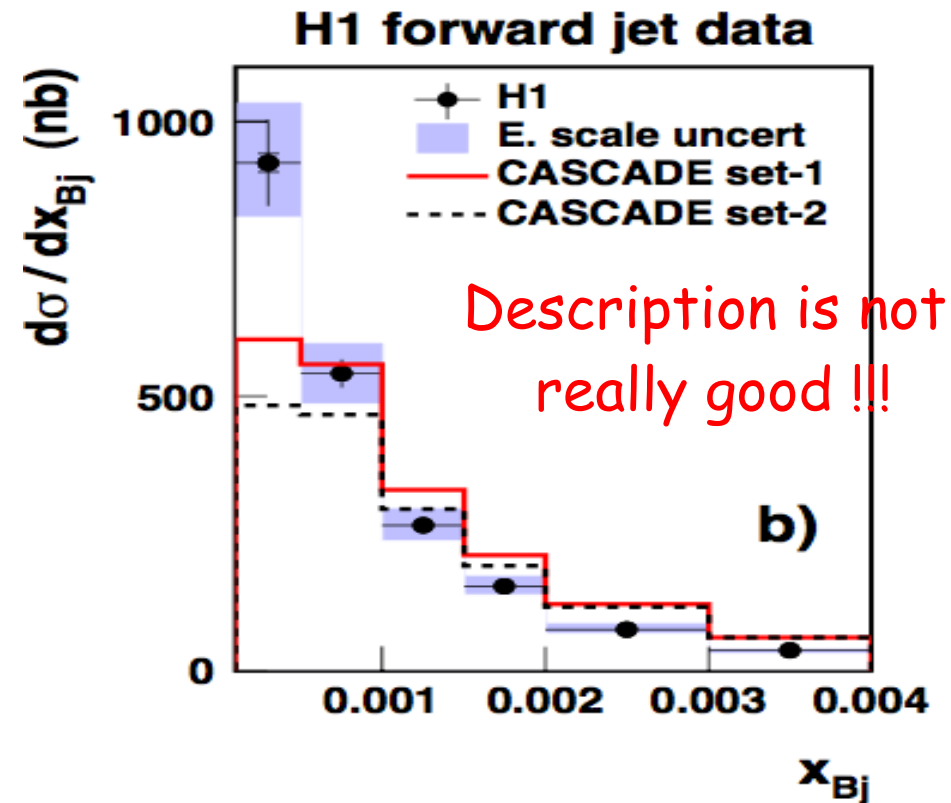 H1 forward jet data
dσ / dx_Bj (nb)
1000
500
0
H1
E. scale uncert
CASCADE set-1
CASCADE set-2
Description is not
really good !!!
b)
0.001 0.002 0.003 0.004
x_Bj